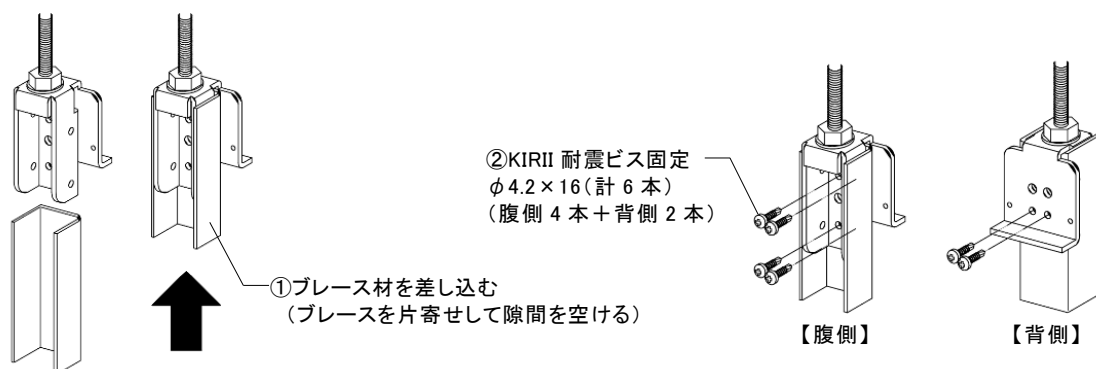 ①ブレース材を差し込む
（ブレースを片寄せして隙間を空ける）
②KIRII 耐震ビス固定
φ4.2×16（計 6 本）
（腹側 4 本＋背側 2 本）
【腹側】
【背側】